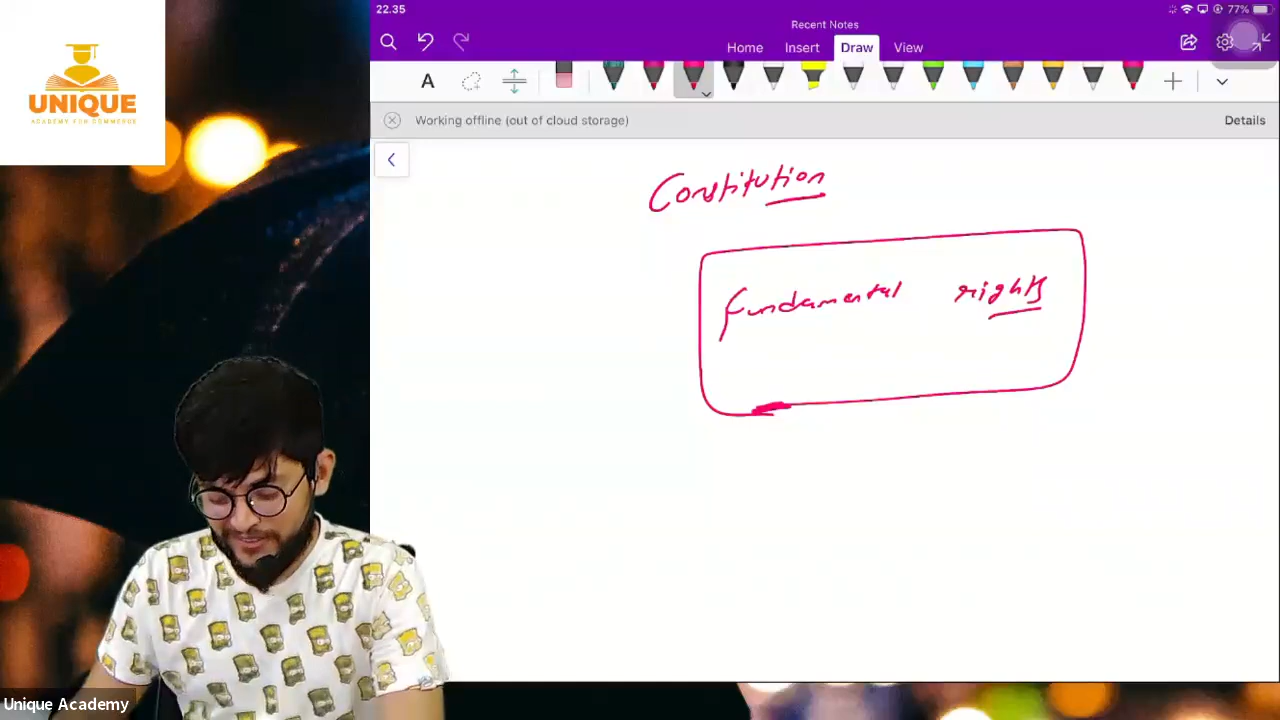 22.35
77%
Recent Notes
Home Insert Draw View
A
Working offline (out of cloud storage)
Details
UNIQUE
ACADEMY FOR COMMERCE
Constitution
fundamental rights
Unique Academy